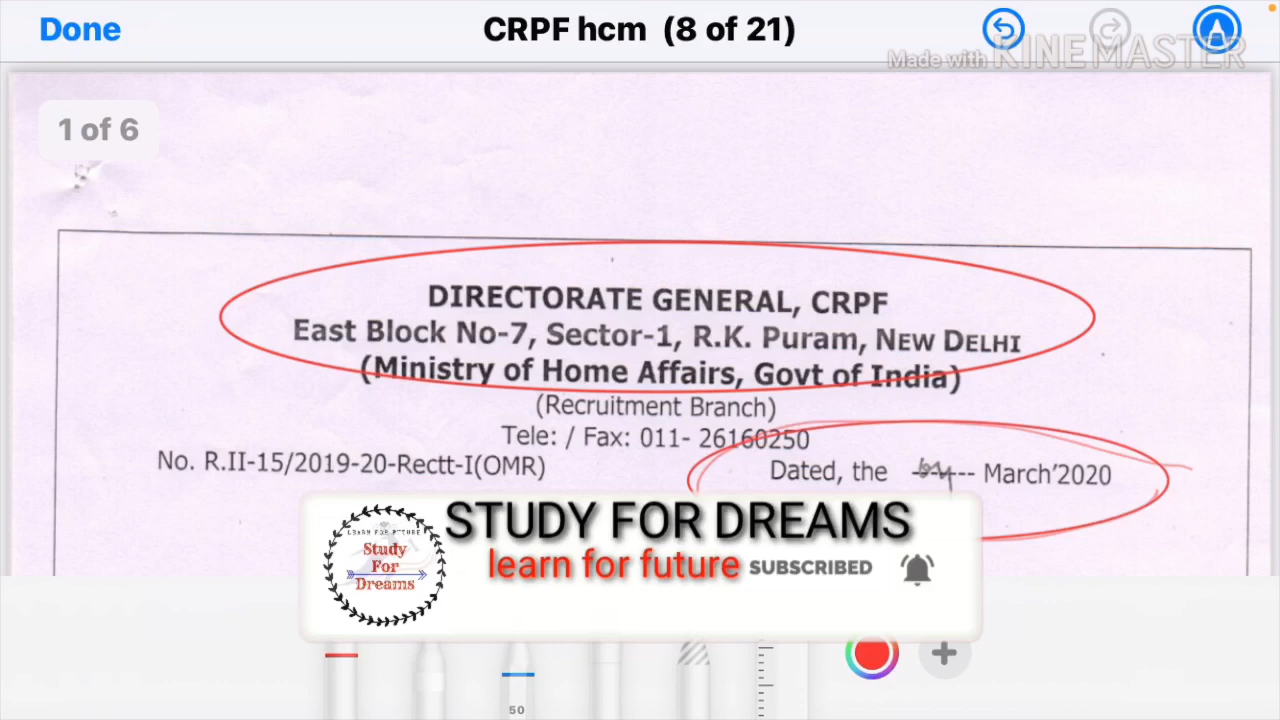 Done
CRPF hcm (8 of 21)
Made with KINEMASTER
1 of 6
DIRECTORATE GENERAL, CRPF
East Block No-7, Sector-1, R.K. Puram, NEW DELHI
(Ministry of Home Affairs, Govt of India)
(Recruitment Branch)
Tele: / Fax: 011- 26160250
No. R.II-15/2019-20-Rectt-I(OMR)
Dated, the March'2020
STUDY FOR DREAMS
learn for future
SUBSCRIBED
LEARN FOR FUTURE
Study
For
Dreams
50